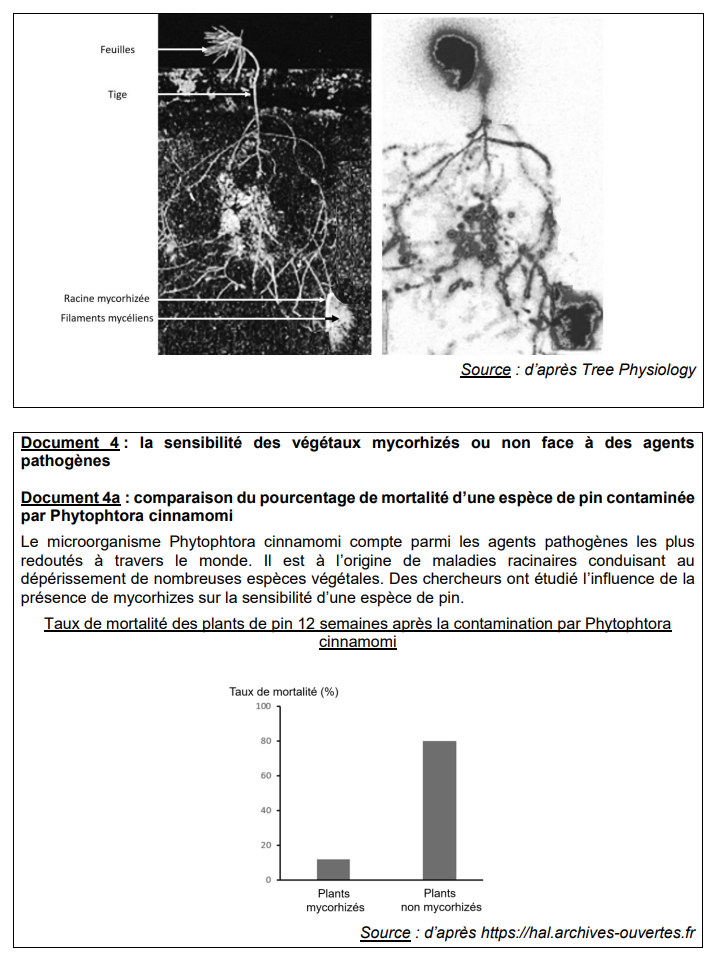 Feuilles
Tige
Racine mycorhizée
Filaments mycéliens
Source : d'après Tree Physiology
Document 4 : la sensibilité des végétaux mycorhizés ou non face à des agents
pathogènes
Document 4a : comparaison du pourcentage de mortalité d'une espèce de pin contaminée
par Phytophtora cinnamomi
Le microorganisme Phytophtora cinnamomi compte parmi les agents pathogènes les plus
redoutés à travers le monde. Il est à l'origine de maladies racinaires conduisant au
dépérissement de nombreuses espèces végétales. Des chercheurs ont étudié l'influence de la
présence de mycorhizes sur la sensibilité d'une espèce de pin.
Taux de mortalité des plants de pin 12 semaines après la contamination par Phytophtora
cinnamomi
Taux de mortalité (%)
100
80
60
40
20
0
Plants
mycorhizés
Plants
non mycorhizés
Source : d'après https://hal.archives-ouvertes.fr